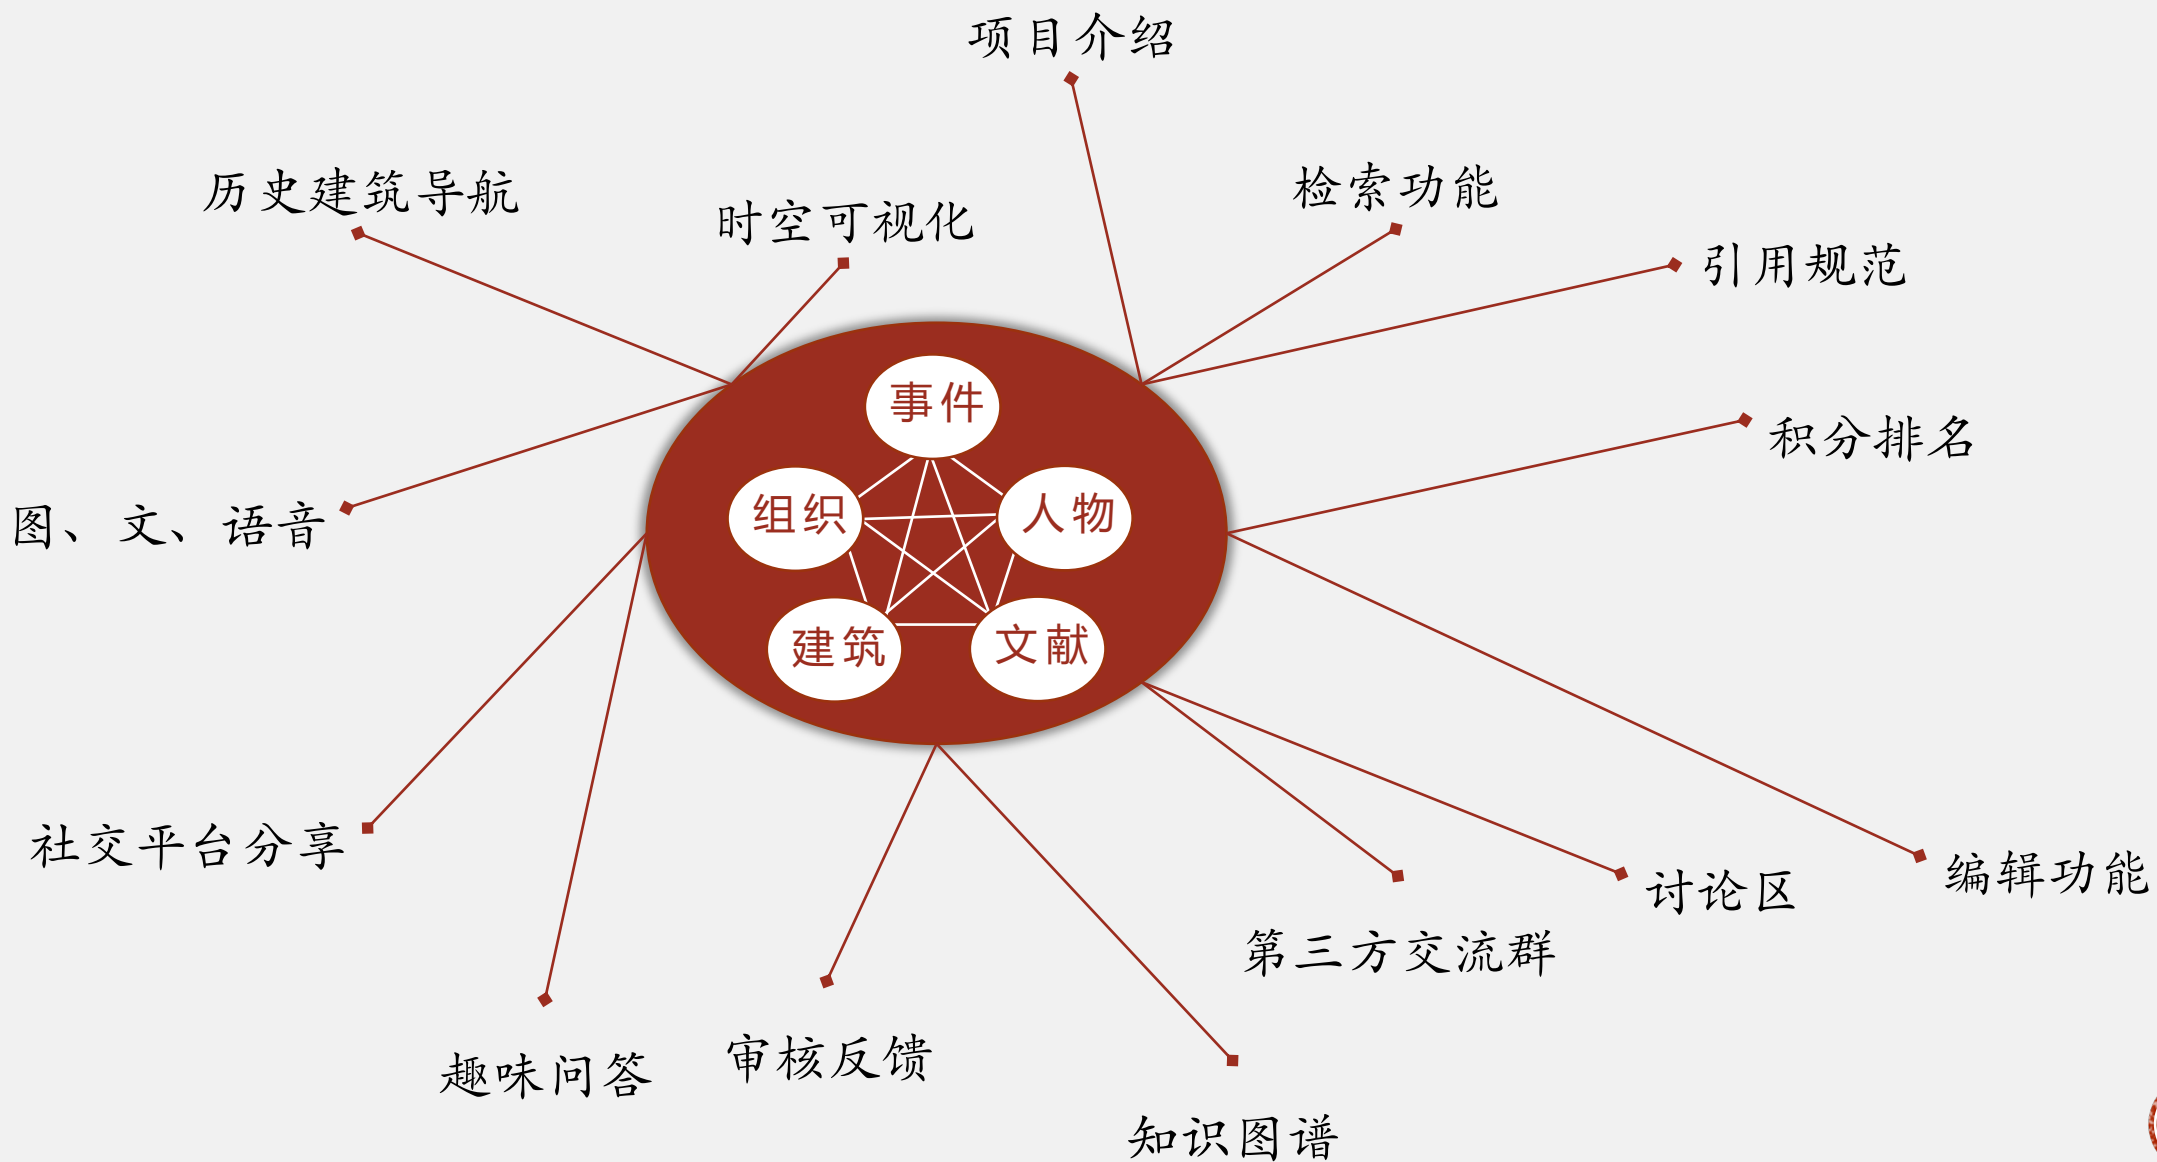 项目介绍
历史建筑导航
时空可视化
检索功能
引用规范
事件
积分排名
组织
人物
图、文、语音
建筑
文献
社交平台分享
编辑功能
讨论区
第三方交流群
趣味问答
审核反馈
知识图谱